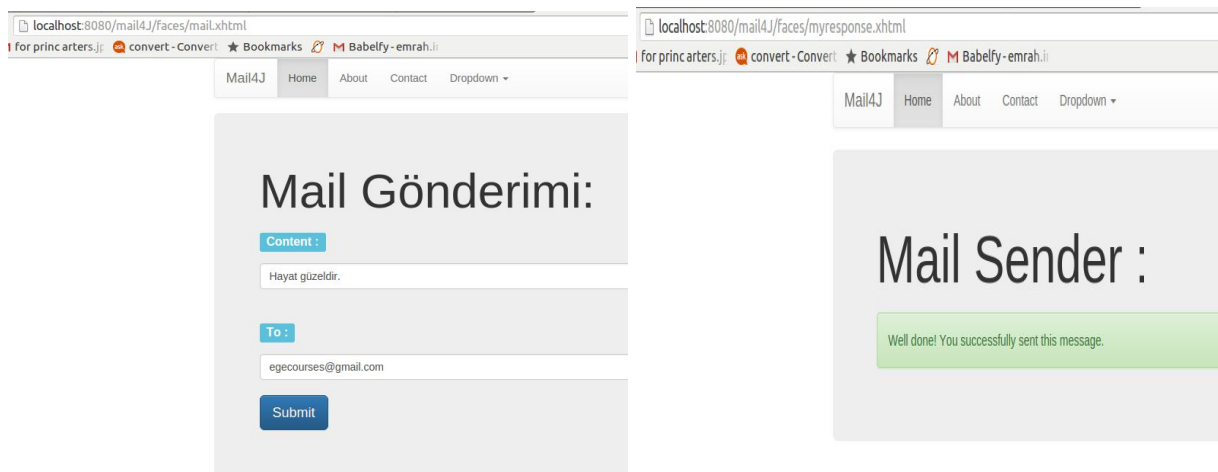 localhost:8080/mail4J/faces/mail.xhtml
for princ arters.jp convert - Convert Bookmarks Babelfy - emrah.in
Mail4J Home About Contact Dropdown
Mail Gönderimi:
Content :
Hayat güzeldir.
To :
egecourses@gmail.com
Submit
localhost:8080/mail4J/faces/myresponse.xhtml
for princ arters.jp convert - Convert Bookmarks Babelfy - emrah.in
Mail4J Home About Contact Dropdown
Mail Sender :
Well done! You successfully sent this message.